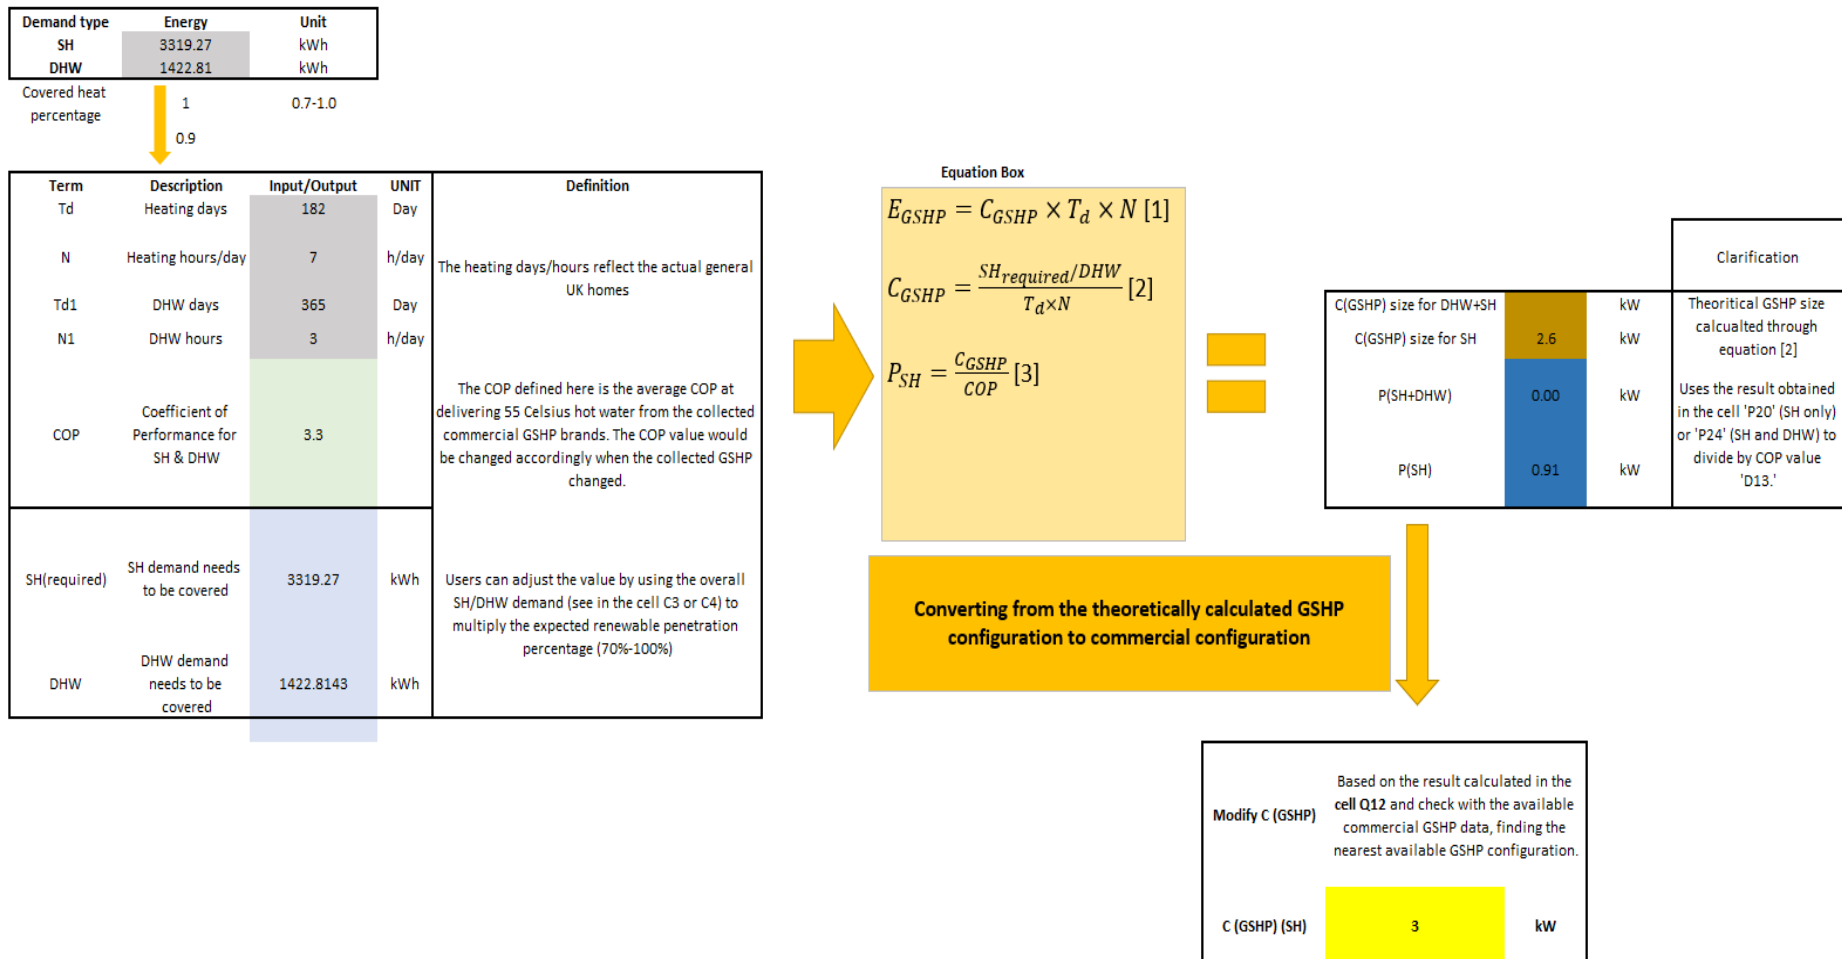 Demand type Energy Unit
SH 3319.27 kWh
DHW 1422.81 kWh
Covered heat
percentage
1 0.7-1.0
0.9
Term Description Input/Output UNIT Definition
Td Heating days 182 Day
N Heating hours/day 7 h/day
The heating days/hours reflect the actual general
UK homes
Td1 DHW days 365 Day
N1 DHW hours 3 h/day
COP
Coefficient of
Performance for
SH & DHW
3.3
The COP defined here is the average COP at
delivering 55 Celsius hot water from the collected
commercial GSHP brands. The COP value would
be changed accordingly when the collected GSHP
changed.
SH(required)
SH demand needs
to be covered
3319.27 kWh
Users can adjust the value by using the overall
SH/DHW demand (see in the cell C3 or C4) to
multiply the expected renewable penetration
percentage (70%-100%)
DHW
DHW demand
needs to be
covered
1422.8143 kWh
Equation Box
E_GSHP = C_GSHP × T_d × N [1]
C_GSHP = SH_required/DHW / T_d×N [2]
P_SH = C_GSHP / COP [3]
Clarification
C(GSHP) size for DHW+SH kW
C(GSHP) size for SH 2.6 kW
Theoritical GSHP size
calcualted through
equation [2]
P(SH+DHW) 0.00 kW
P(SH) 0.91 kW
Uses the result obtained
in the cell 'P20' (SH only)
or 'P24' (SH and DHW) to
divide by COP value
'D13.'
Converting from the theoretically calculated GSHP
configuration to commercial configuration
Modify C (GSHP)
Based on the result calculated in the
cell Q12 and check with the available
commercial GSHP data, finding the
nearest available GSHP configuration.
C (GSHP) (SH) 3 kW